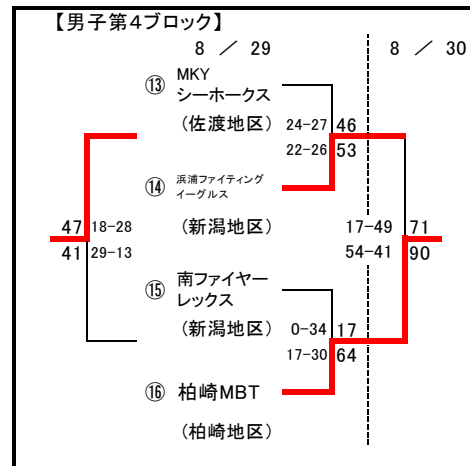 【男子第4ブロック】
8 ／ 29
8 ／ 30
⑬ MKY
シーホークス
(佐渡地区)
24-27 46
22-26 53
⑭ 浜浦ファイティング
イーグルス
(新潟地区)
47 18-28
41 29-13
17-49 71
54-41 90
⑮ 南ファイヤー
レックス
(新潟地区)
0-34 17
17-30 64
⑯ 柏崎MBT
(柏崎地区)